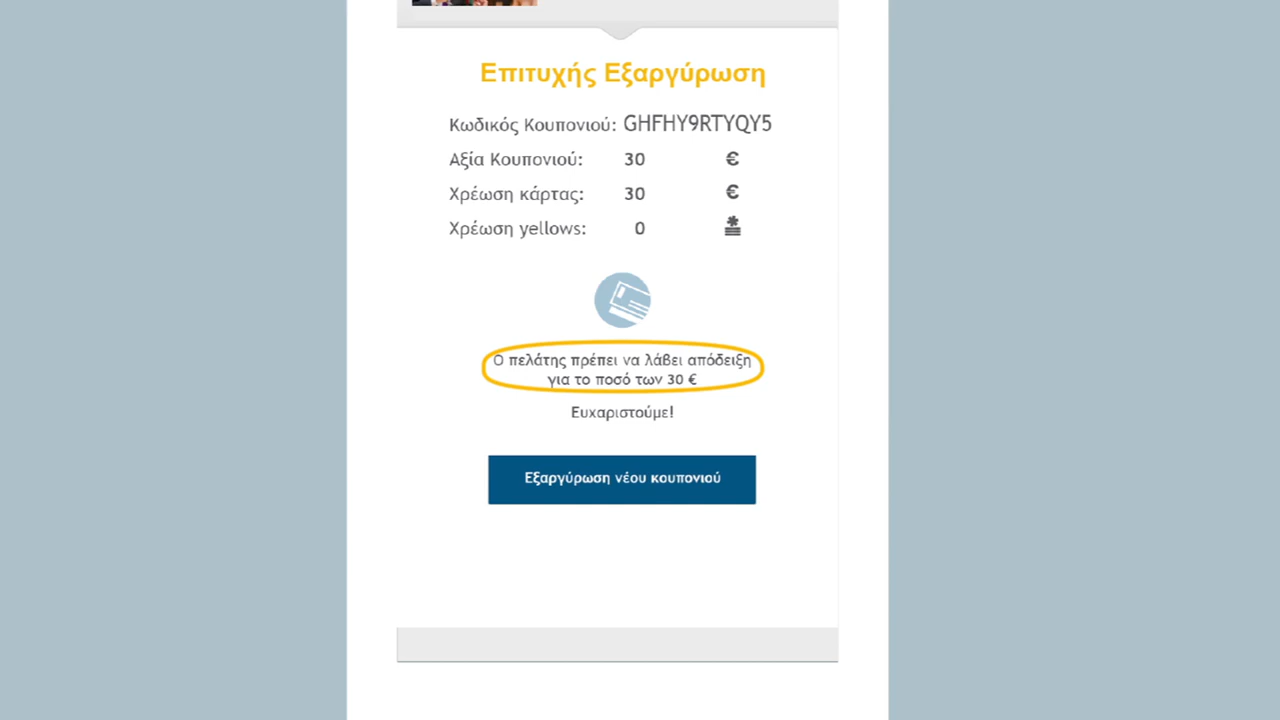 Επιτυχής Εξαργύρωση
Κωδικός Κουπονιού: GHFHY9RTYQY5
Αξία Κουπονιού: 30 €
Χρέωση κάρτας: 30 €
Χρέωση yellows: 0
Ο πελάτης πρέπει να λάβει απόδειξη
για το ποσό των 30 €
Ευχαριστούμε!
Εξαργύρωση νέου κουπονιού